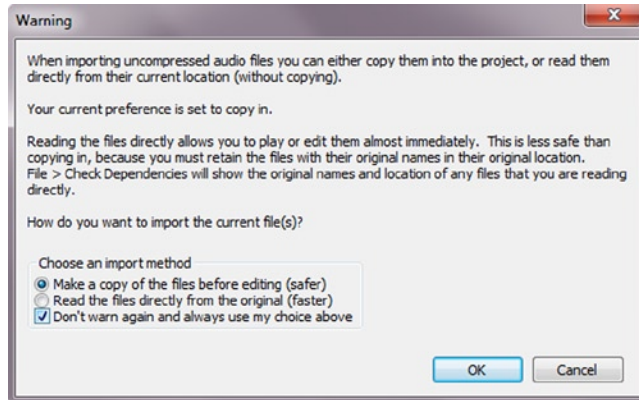 Warning
When importing uncompressed audio files you can either copy them into the project, or read them
directly from their current location (without copying).
Your current preference is set to copy in.
Reading the files directly allows you to play or edit them almost immediately.  This is less safe than
copying in, because you must retain the files with their original names in their original location.
File > Check Dependencies will show the original names and location of any files that you are reading
directly.
How do you want to import the current file(s)?
Choose an import method
Make a copy of the files before editing (safer)
Read the files directly from the original (faster)
Don't warn again and always use my choice above
OK Cancel